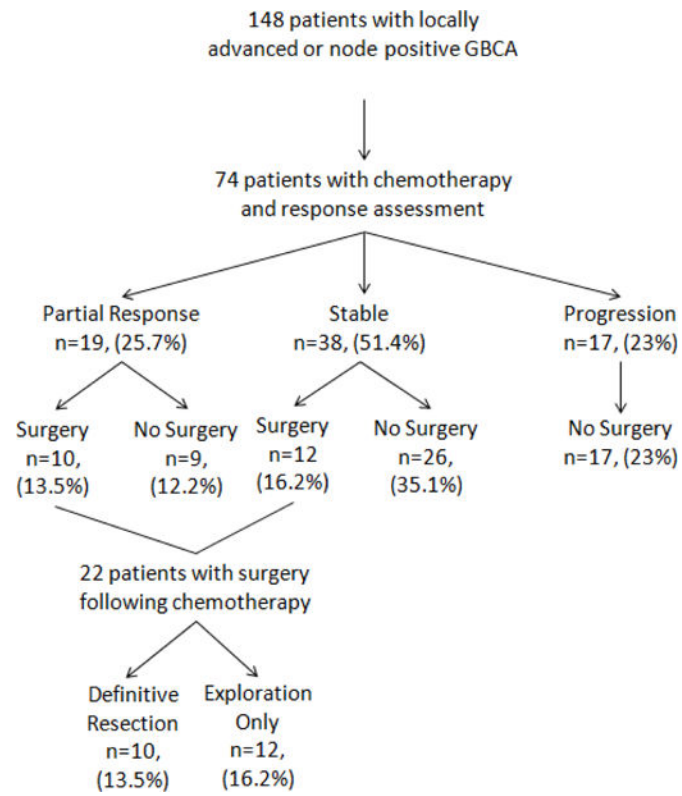 148 patients with locally
advanced or node positive GBCA
74 patients with chemotherapy
and response assessment
Partial Response
n=19, (25.7%)
Stable
n=38, (51.4%)
Progression
n=17, (23%)
Surgery
n=10,
(13.5%)
No Surgery
n=9,
(12.2%)
Surgery
n=12
(16.2%)
No Surgery
n=26,
(35.1%)
No Surgery
n=17, (23%)
22 patients with surgery
following chemotherapy
Definitive
Resection
n=10,
(13.5%)
Exploration
Only
n=12,
(16.2%)